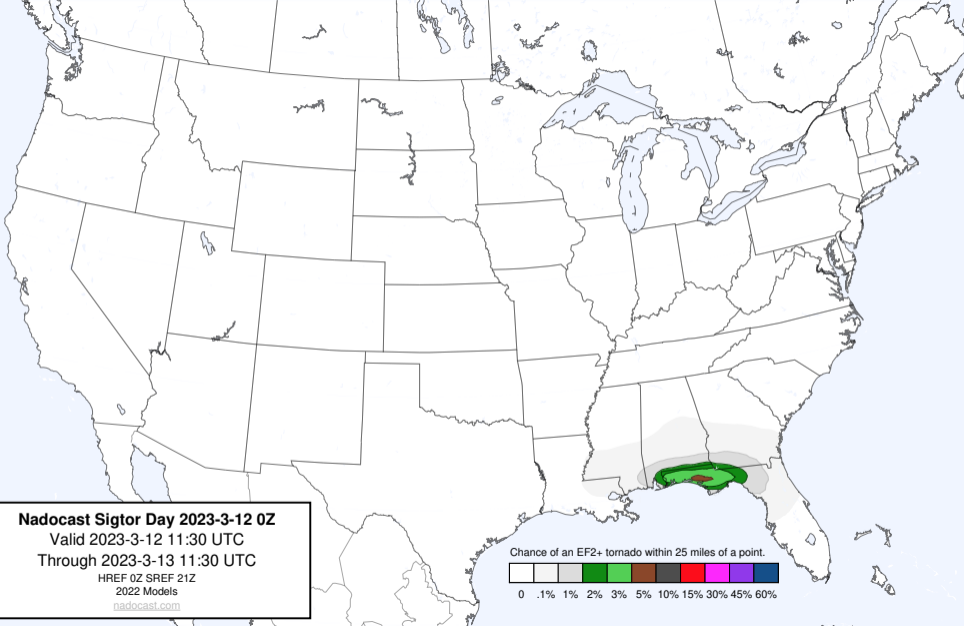 Nadocast Sigtor Day 2023-3-12 0Z
Valid 2023-3-12 11:30 UTC
Through 2023-3-13 11:30 UTC
HREF 0Z SREF 21Z
2022 Models
nadocast.com
Chance of an EF2+ tornado within 25 miles of a point.
0 .1% 1% 2% 3% 5% 10% 15% 30% 45% 60%